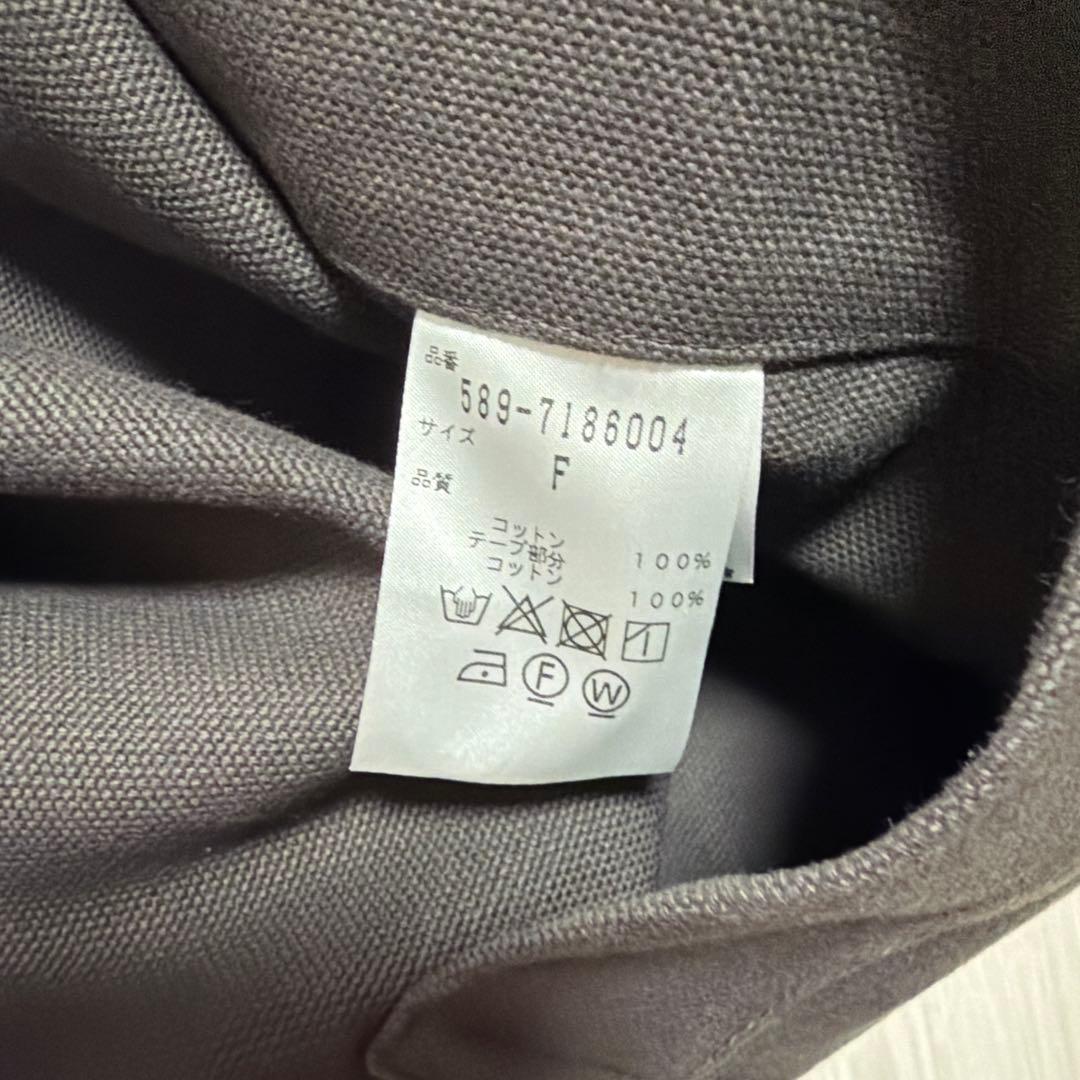 品番
589-7186004
サイズ
F
品質
コットン 100%
テープ部分
コットン 100%
F W